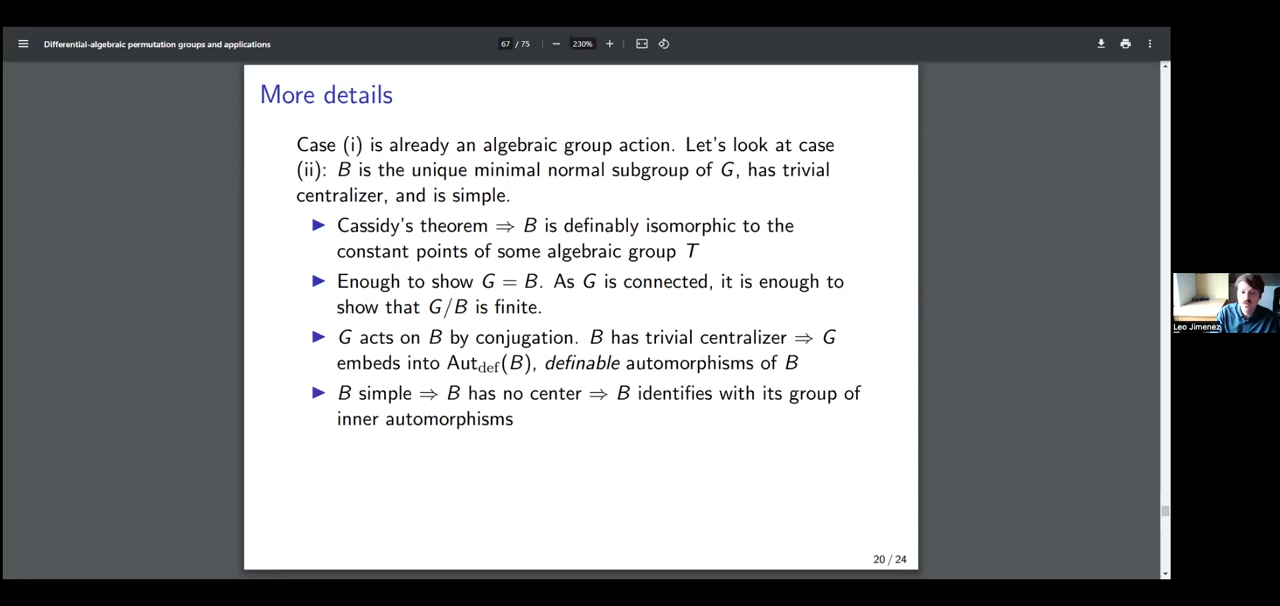 Differential-algebraic permutation groups and applications
67 / 75
230%
More details
Case (i) is already an algebraic group action. Let's look at case
(ii): B is the unique minimal normal subgroup of G, has trivial
centralizer, and is simple.
▶ Cassidy's theorem ⇒ B is definably isomorphic to the
constant points of some algebraic group T
▶ Enough to show G = B. As G is connected, it is enough to
show that G/B is finite.
▶ G acts on B by conjugation. B has trivial centralizer ⇒ G
embeds into Aut_def(B), definable automorphisms of B
▶ B simple ⇒ B has no center ⇒ B identifies with its group of
inner automorphisms
20 / 24
Leo Jimenez